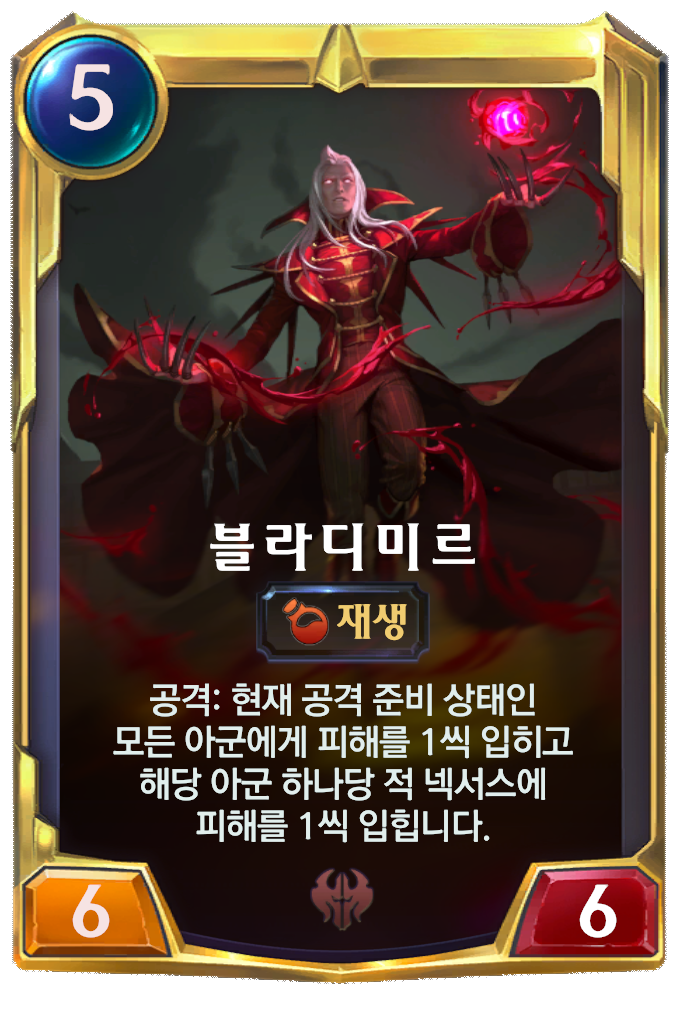 5
블라디미르
재생
공격: 현재 공격 준비 상태인
모든 아군에게 피해를 1씩 입히고
해당 아군 하나당 적 넥서스에
피해를 1씩 입힙니다.
6
6